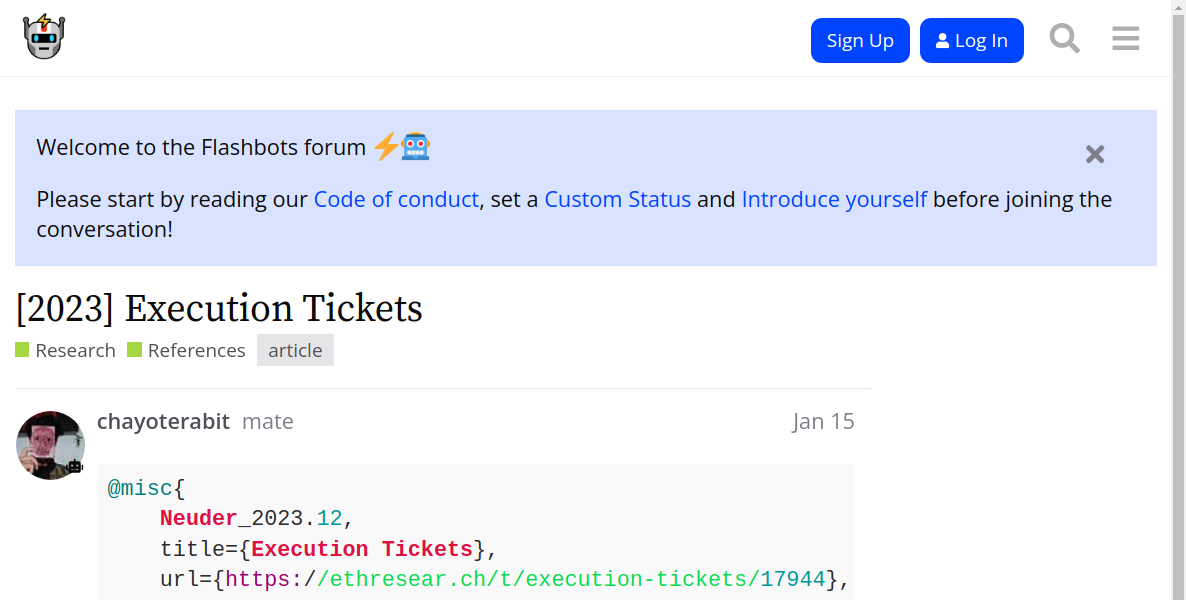 Sign Up
Log In
Welcome to the Flashbots forum
Please start by reading our Code of conduct, set a Custom Status and Introduce yourself before joining the
conversation!
[2023] Execution Tickets
Research References article
chayoterabit mate Jan 15
@misc{
Neuder_2023.12,
title={Execution Tickets},
url={https://ethresear.ch/t/execution-tickets/17944},